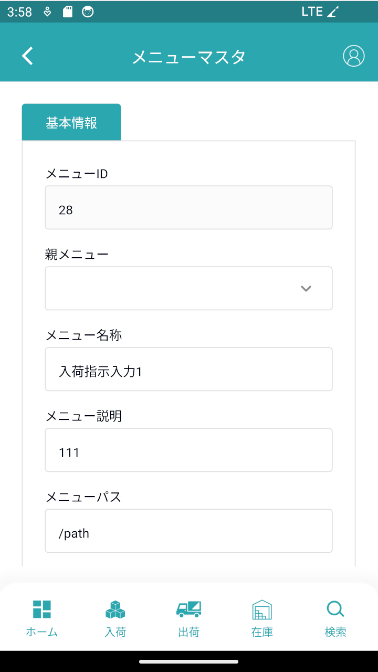 3:58
LTE
メニューマスタ
基本情報
メニューID
28
親メニュー
メニュー名称
入荷指示入力1
メニュー説明
111
メニューパス
/path
ホーム 入荷 出荷 在庫 検索